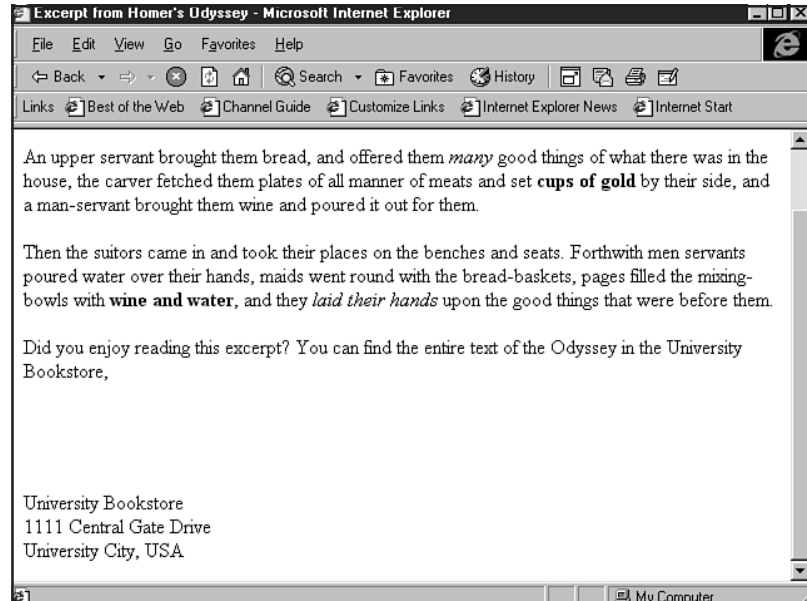 Excerpt from Homer's Odyssey - Microsoft Internet Explorer
File Edit View Go Favorites Help
Back Search Favorites History
Links Best of the Web Channel Guide Customize Links Internet Explorer News Internet Start
An upper servant brought them bread, and offered them many good things of what there was in the
house, the carver fetched them plates of all manner of meats and set cups of gold by their side, and
a man-servant brought them wine and poured it out for them.
Then the suitors came in and took their places on the benches and seats. Forthwith men servants
poured water over their hands, maids went round with the bread-baskets, pages filled the mixing-
bowls with wine and water, and they laid their hands upon the good things that were before them.
Did you enjoy reading this excerpt? You can find the entire text of the Odyssey in the University
Bookstore,
University Bookstore
1111 Central Gate Drive
University City, USA
My Computer